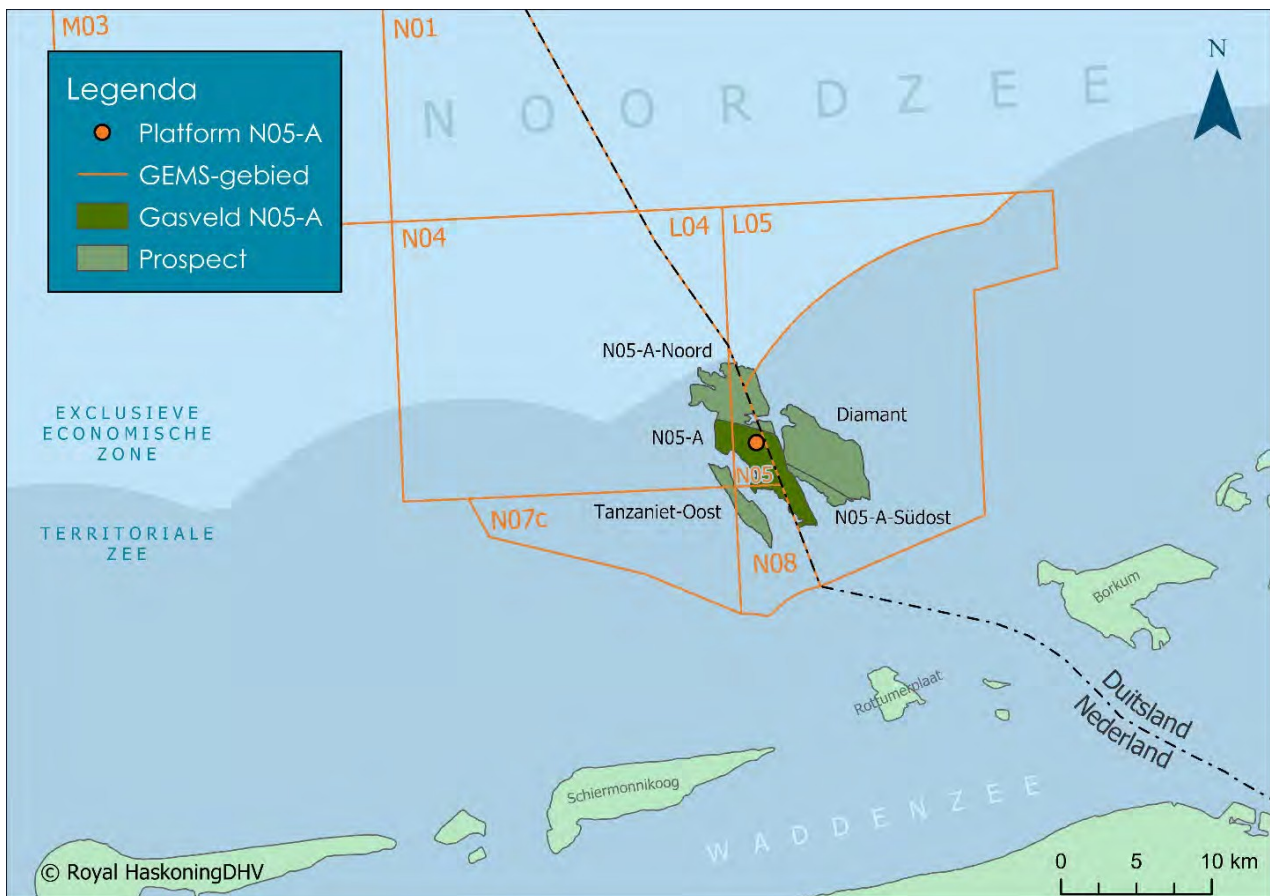 M03
N01
N
Legenda
Platform N05-A
GEMS-gebied
Gasveld N05-A
Prospect
NOORDZEE
N04
L04
L05
N05-A-Noord
Diamant
EXCLUSIEVE
ECONOMISCHE
ZONE
N05-A
N05
Tanzaniet-Oost
N05-A-Südost
N07c
TERRITORIALE
ZEE
N08
Borkum
Rottumerplaat
Duitsland
Nederland
Schiermonnikoog
WADDENZEE
© Royal HaskoningDHV
0 5 10 km